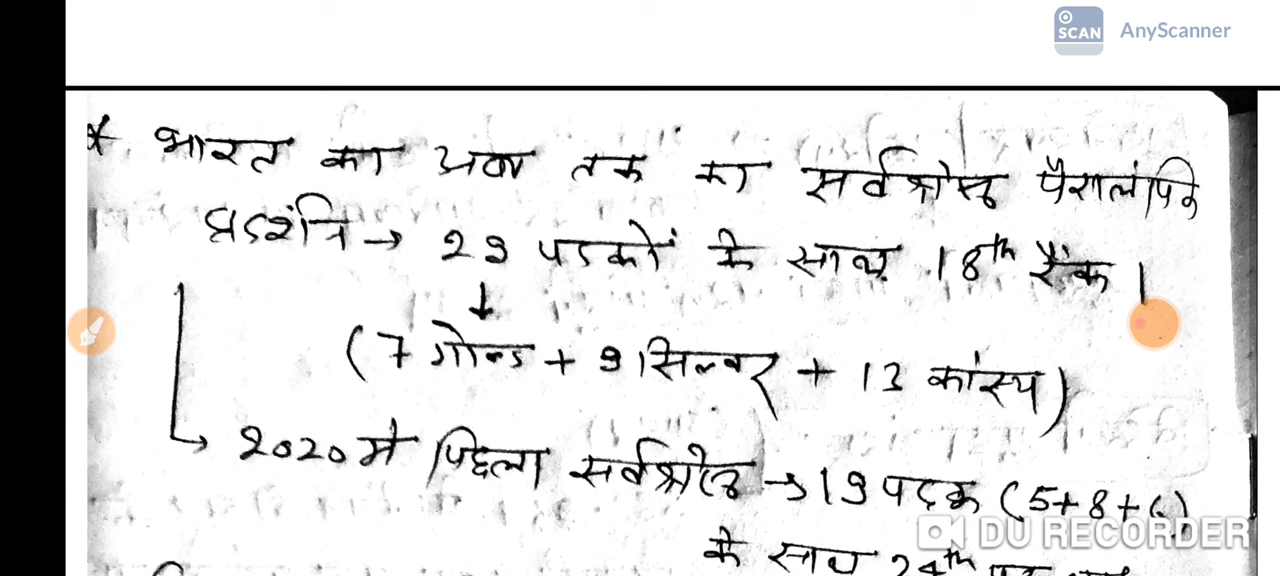 SCAN AnyScanner
* भारत का अब तक का सर्वश्रेष्ठ पैरालंपिक
प्रदर्शन → 29 पदकों के साथ 18th रैंक |
↓
(7 गोल्ड + 9 सिल्वर + 13 कांस्य)
↳ 2020 में पिछला सर्वश्रेष्ठ → 19 पदक (5+8+6)
DU RECORDER
के साथ 24th